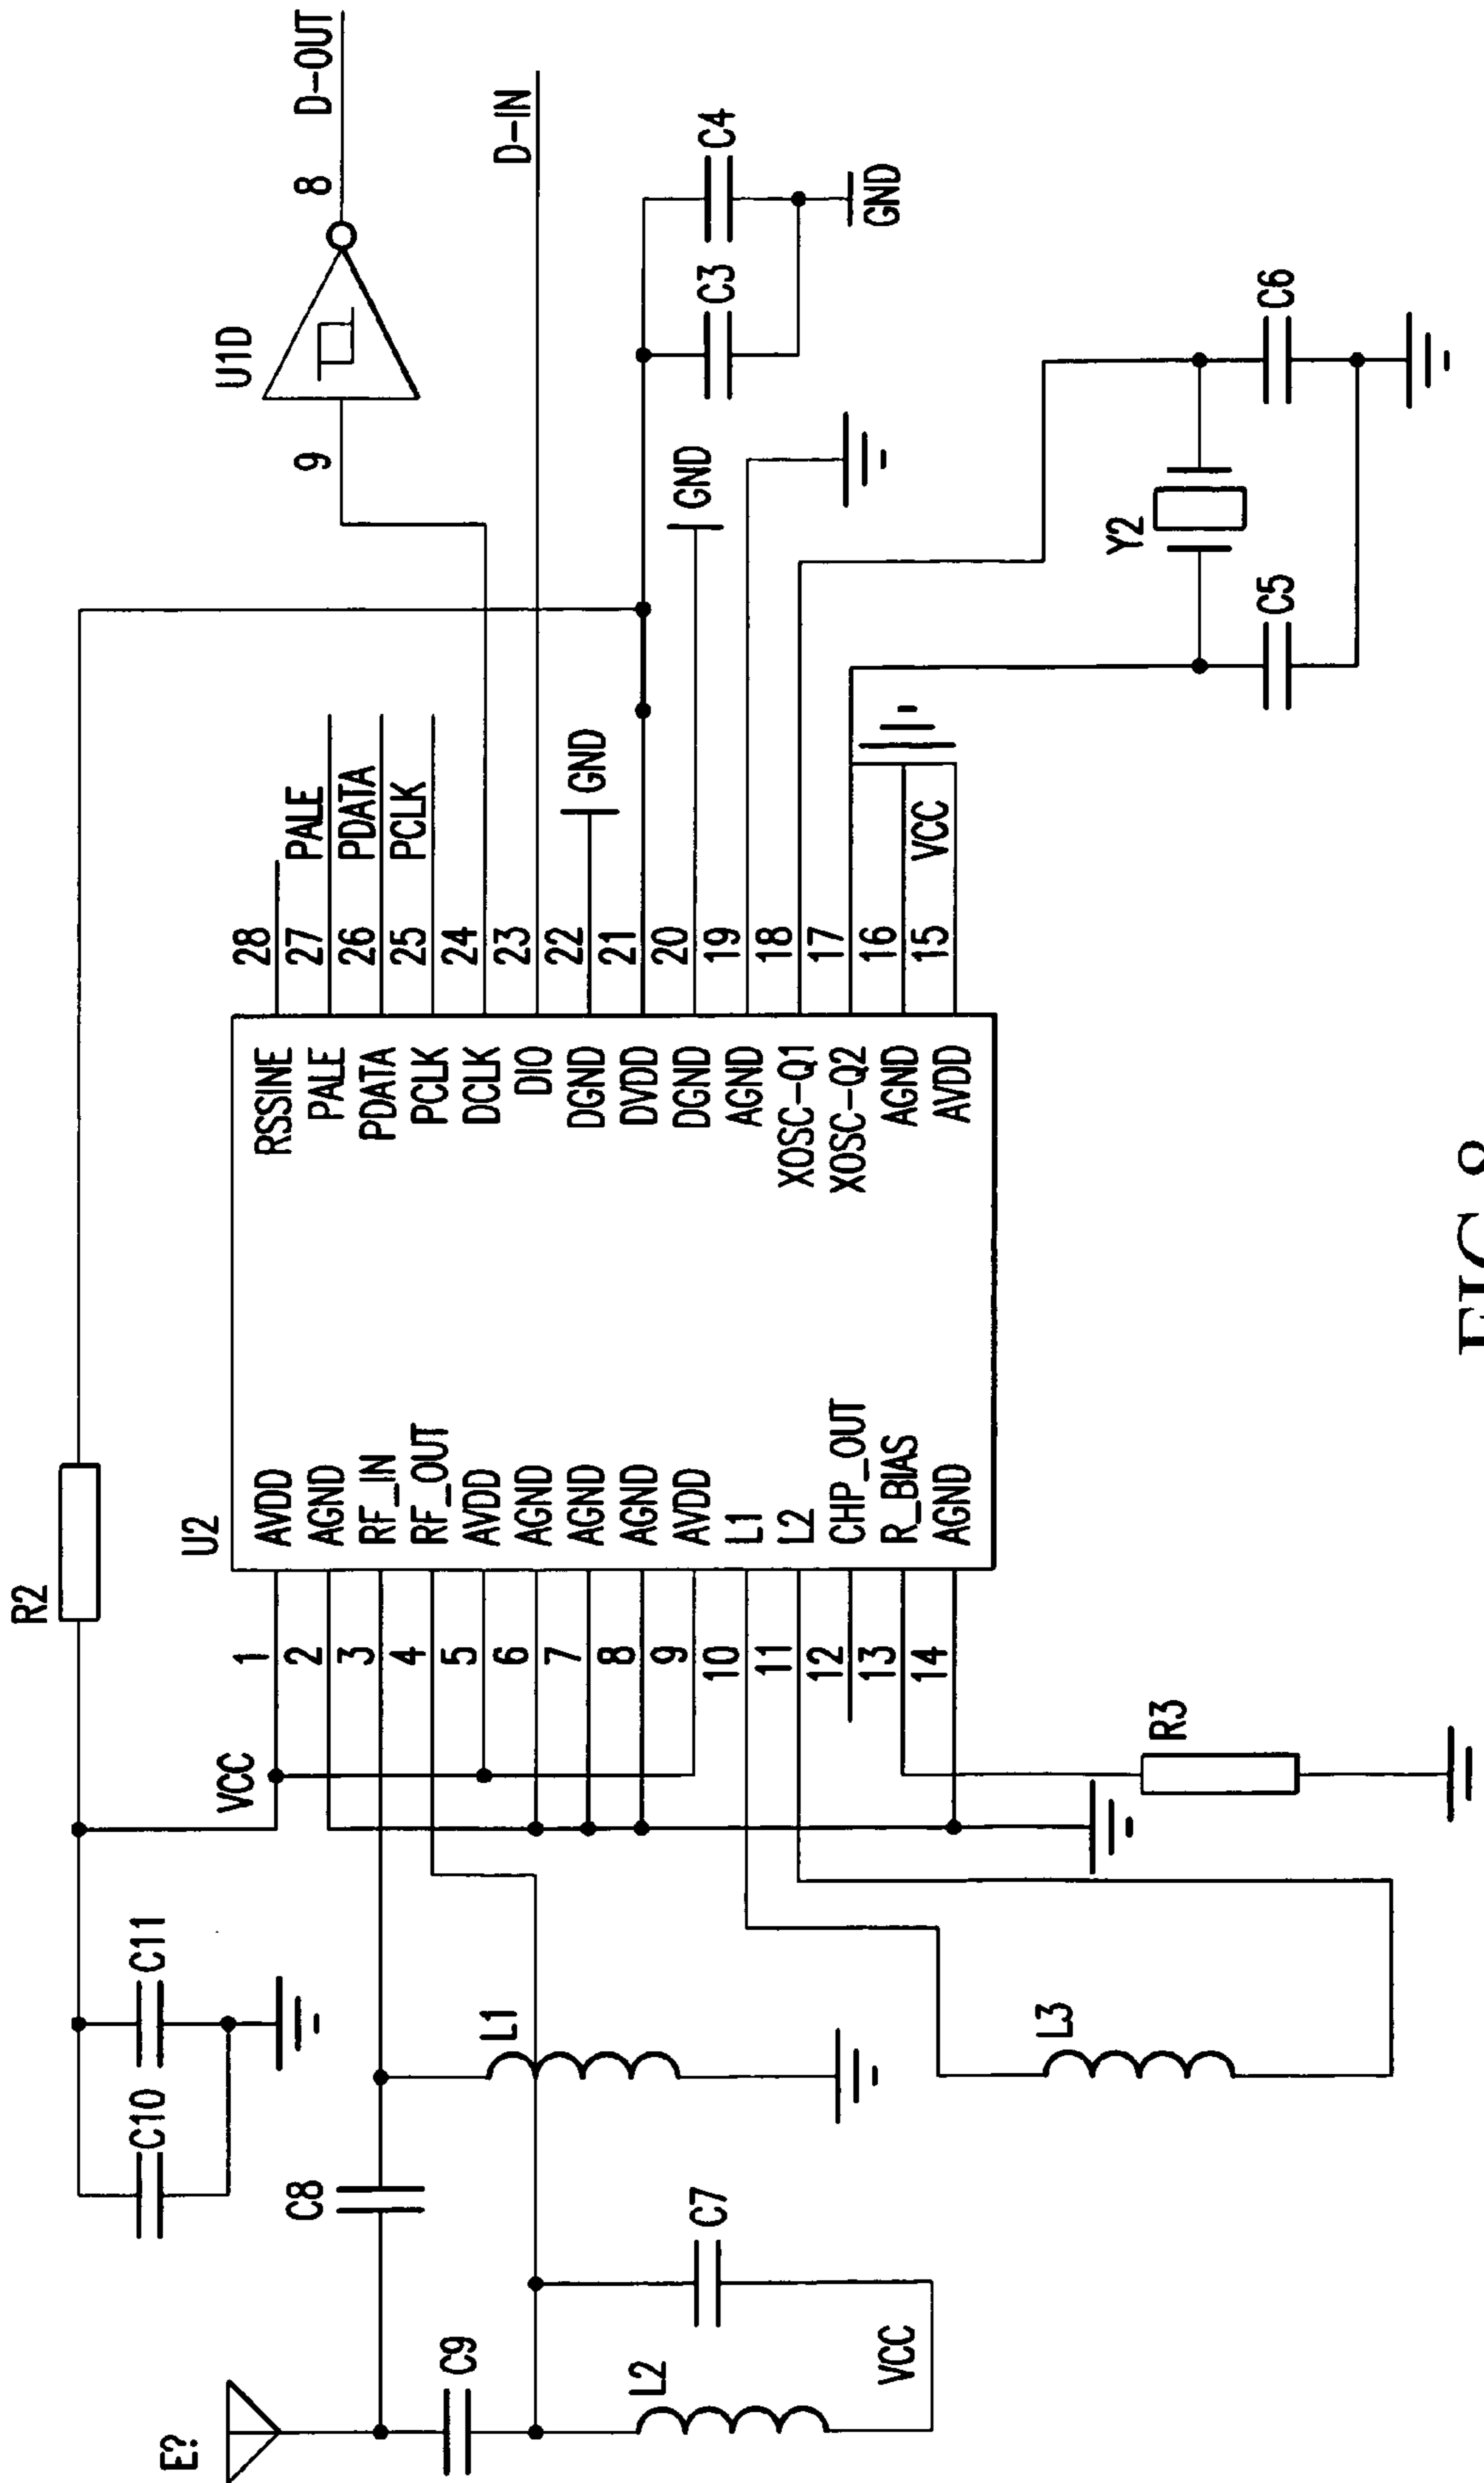 E?
C9
C8
C10
C11
L2
C7
VCC
L1
L3
VCC
R2
R3
U2
1 AVDD
2 AGND
3 RF_IN
4 RF_OUT
5 AVDD
6 AGND
7 AGND
8 AGND
9 AVDD
10 L1
11 L2
12 CHP_OUT
13 R_BIAS
14 AGND
RSSINE 28
PALE 27 PALE
PDATA 26 PDATA
PCLK 25 PCLK
DCLK 24
DIO 23
DGND 22 GND
DVDD 21
DGND 20 GND
AGND 19
XOSC-Q1 18
XOSC-Q2 17
AGND 16
AVDD 15 VCC
U1D
9
8
D-OUT
D-IN
C3
C4
GND
Y2
C5
C6
FIG. 8